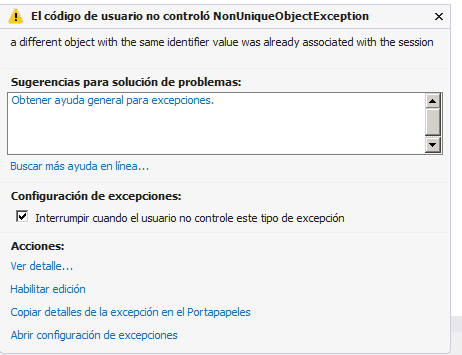 El código de usuario no controló NonUniqueObjectException
a different object with the same identifier value was already associated with the session
Sugerencias para solución de problemas:
Obtener ayuda general para excepciones.
Buscar más ayuda en línea...
Configuración de excepciones:
Interrumpir cuando el usuario no controle este tipo de excepción
Acciones:
Ver detalle...
Habilitar edición
Copiar detalles de la excepción en el Portapapeles
Abrir configuración de excepciones